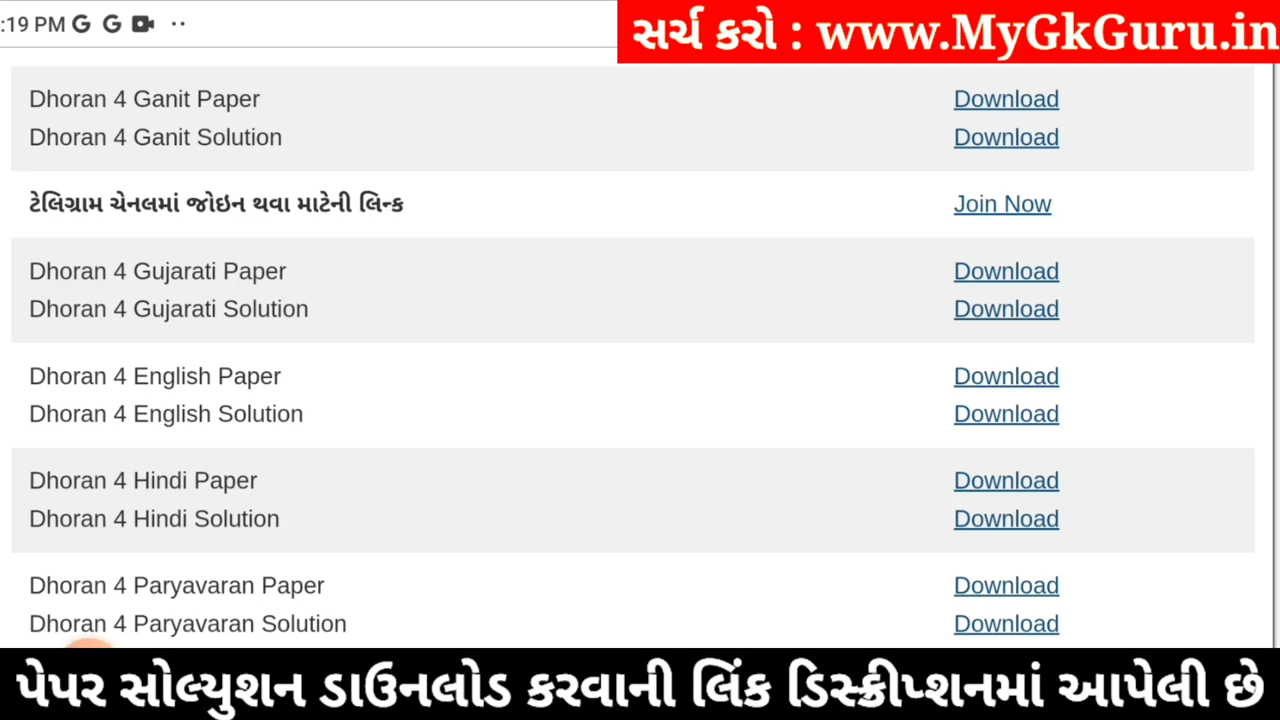 :19 PM G G ··
સર્ચ કરો : www.MyGkGuru.in
Dhoran 4 Ganit Paper Download
Dhoran 4 Ganit Solution Download
ટેલિગ્રામ ચેનલમાં જોઇન થવા માટેની લિન્ક Join Now
Dhoran 4 Gujarati Paper Download
Dhoran 4 Gujarati Solution Download
Dhoran 4 English Paper Download
Dhoran 4 English Solution Download
Dhoran 4 Hindi Paper Download
Dhoran 4 Hindi Solution Download
Dhoran 4 Paryavaran Paper Download
Dhoran 4 Paryavaran Solution Download
પેપર સોલ્યુશન ડાઉનલોડ કરવાની લિંક ડિસ્ક્રીપ્શનમાં આપેલી છે